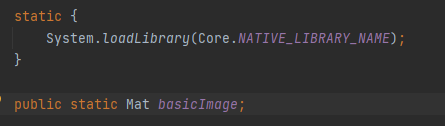 static {
    System.loadLibrary(Core.NATIVE_LIBRARY_NAME);
}
public static Mat basicImage;